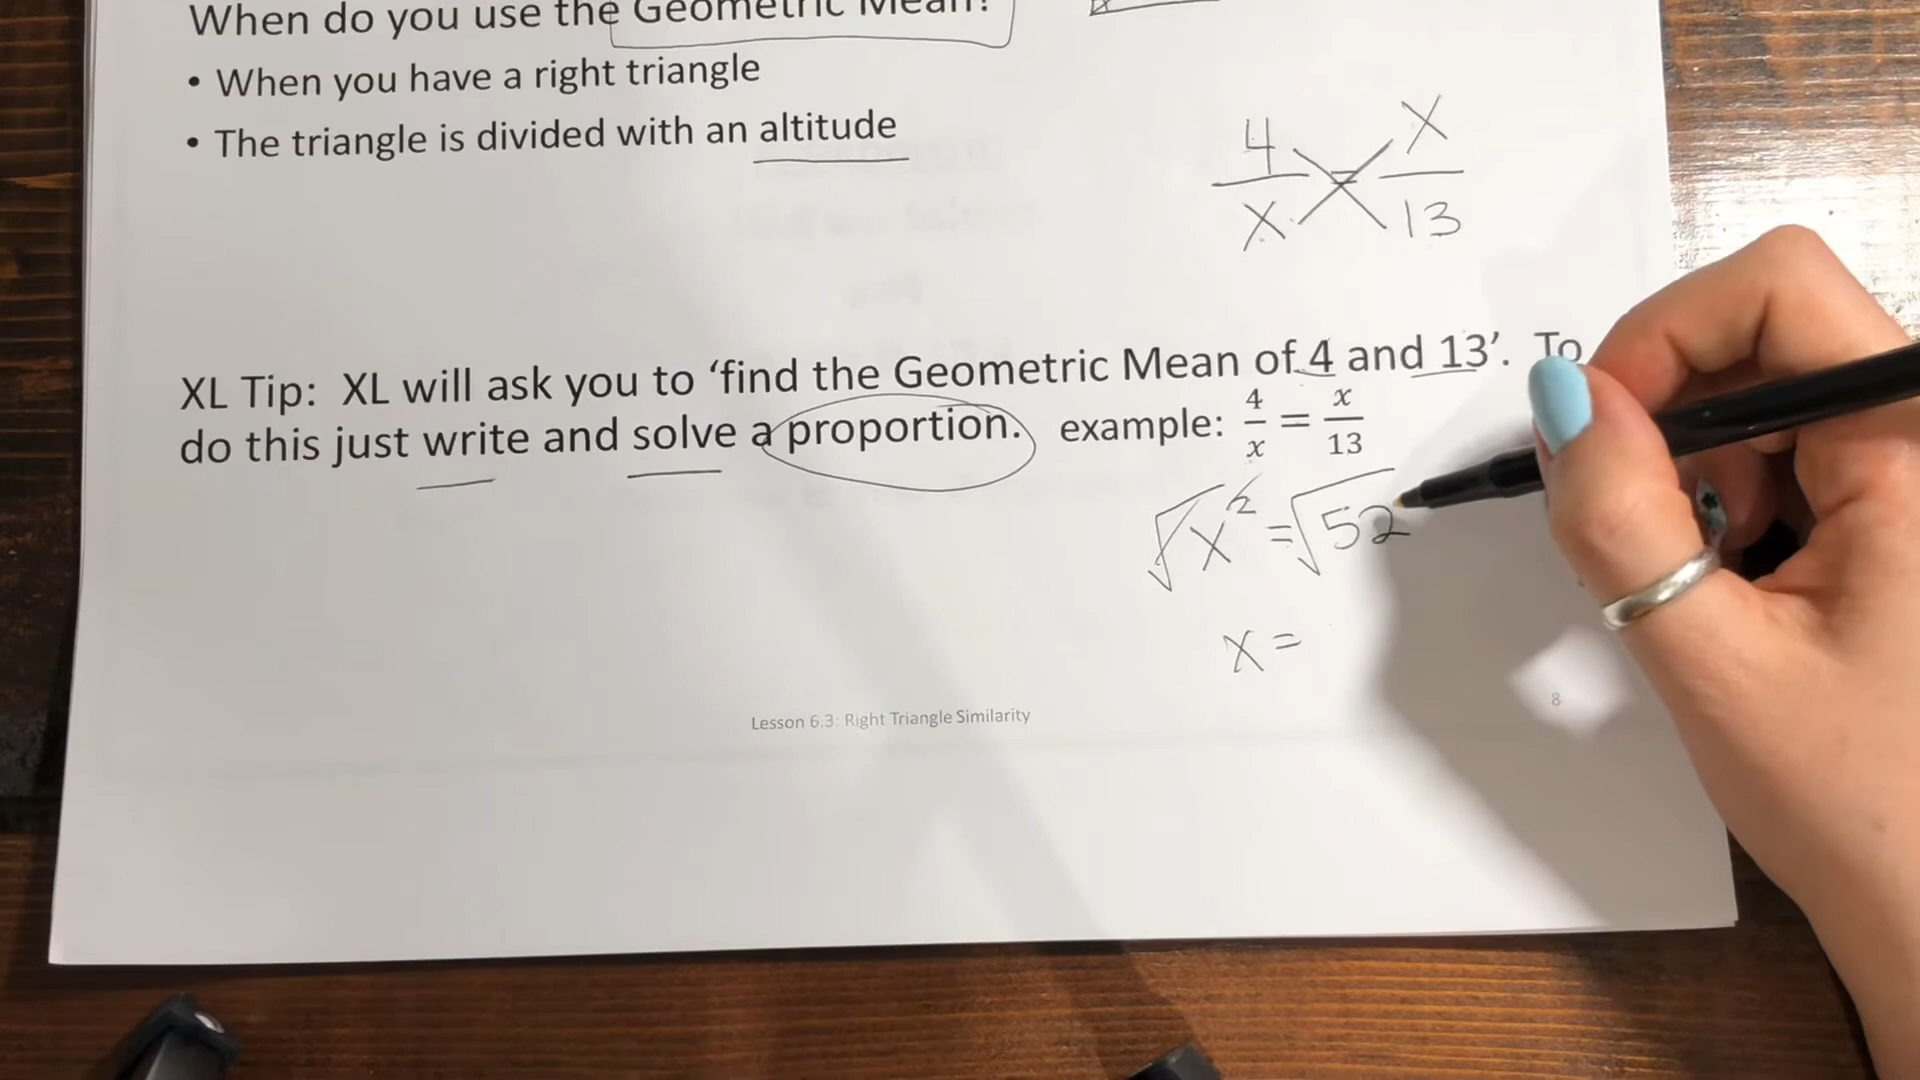 When do you use the Geometric Mean?
• When you have a right triangle
• The triangle is divided with an altitude
4/x = x/13
XL Tip: XL will ask you to ‘find the Geometric Mean of 4 and 13’. To
do this just write and solve a proportion. example: 4/x = x/13
√x² = √52
x =
8
Lesson 6.3: Right Triangle Similarity